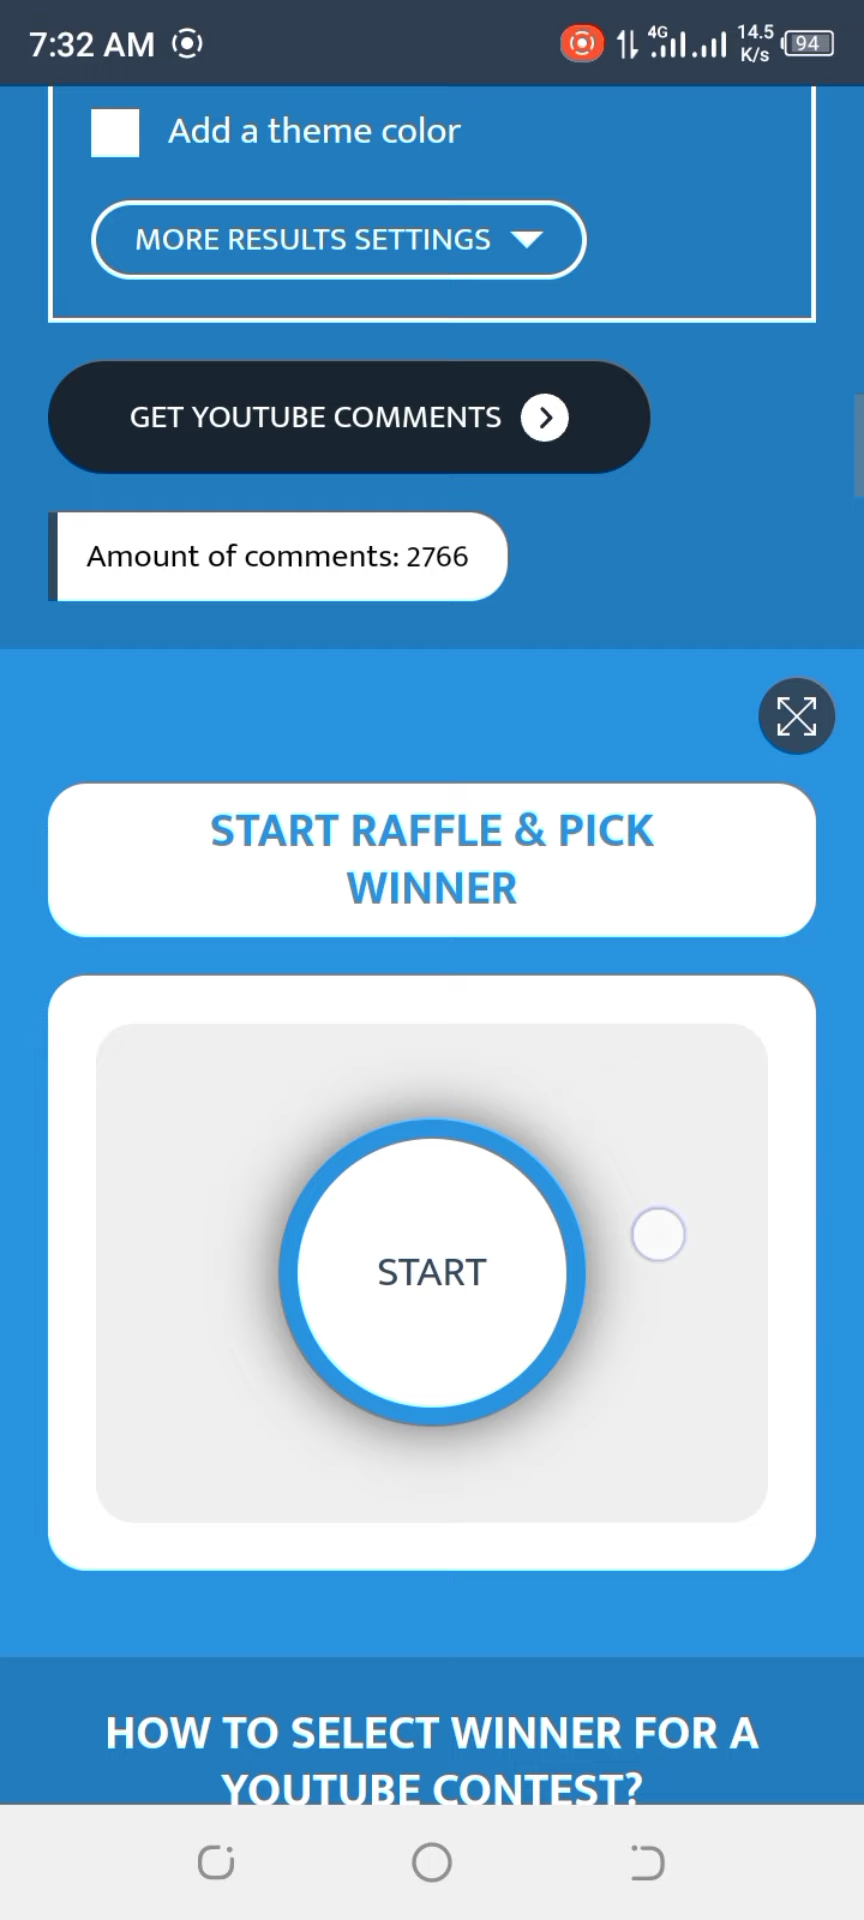 7:32 AM
4G
14.5
K/s
94
Add a theme color
MORE RESULTS SETTINGS
GET YOUTUBE COMMENTS
Amount of comments: 2766
START RAFFLE & PICK
WINNER
START
HOW TO SELECT WINNER FOR A
YOUTUBE CONTEST?